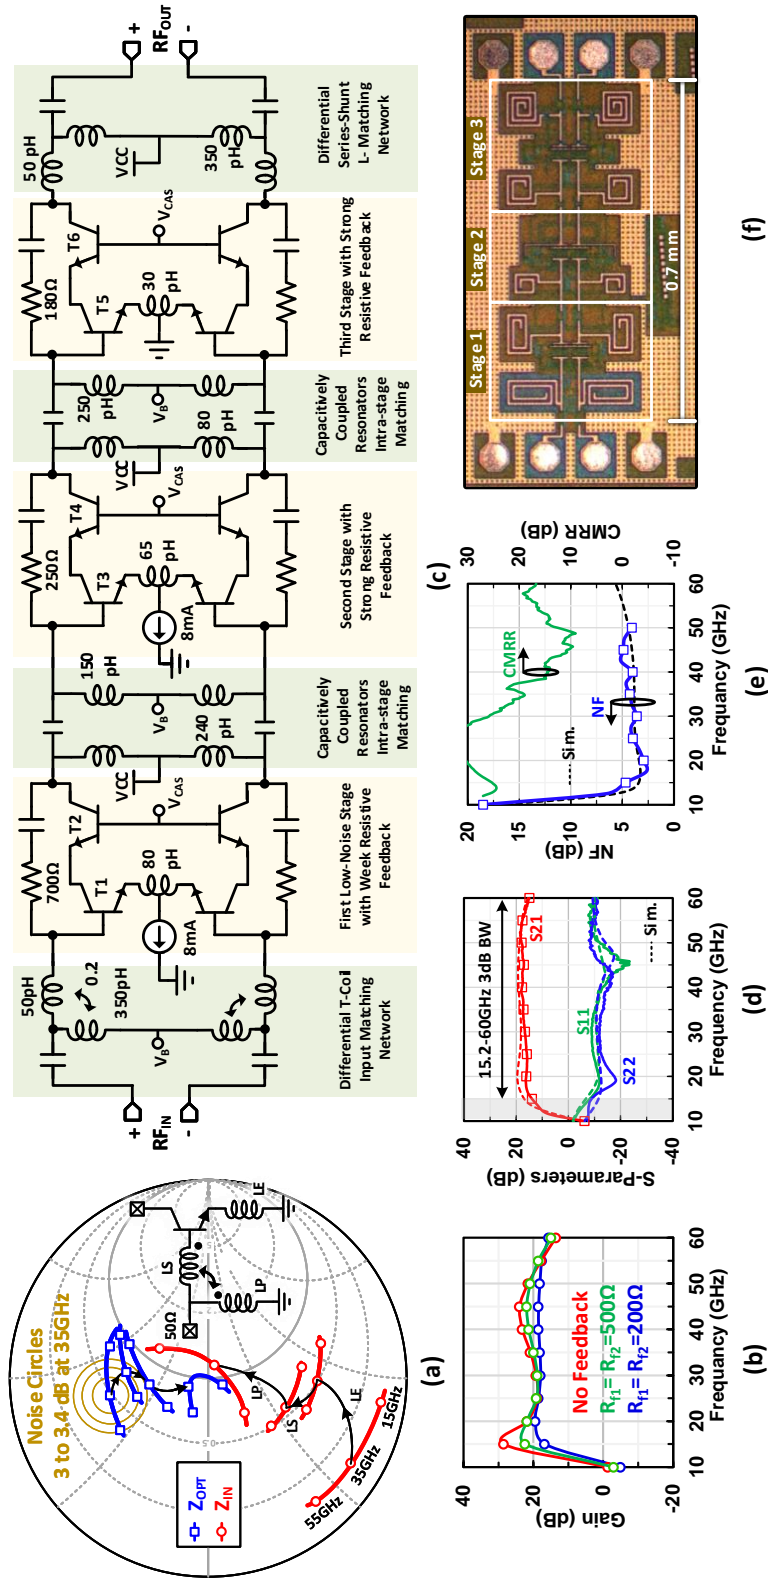 Noise Circles
3 to 3.4 dB at 35GHz
Z_OPT
Z_IN
0.5
55GHz
35GHz
15GHz
LE
LS
LP
50Ω
LS
LP
LE
(a)
+
RF_IN
-
50pH
0.2
350pH
V_B
Differential T-Coil
Input Matching
Network
700Ω
T1
T2
80
pH
8mA
V_CAS
First Low-Noise Stage
with Week Resistive
Feedback
VCC
240
150
pH
V_B
Capacitively
Coupled
Resonators
Intra-stage
Matching
250Ω
T3
T4
65
pH
8mA
V_CAS
Second Stage with
Strong Resistive
Feedback
VCC
80
pH
250
pH
V_B
Capacitively
Coupled
Resonators
Intra-stage
Matching
180Ω
T5
T6
30
pH
V_CAS
Third Stage with Strong
Resistive Feedback
50 pH
VCC
350
pH
Differential
Series-Shunt
L- Matching
Network
+
RF_OUT
-
(c)
Gain (dB)
40
20
0
-20
10 20 30 40 50 60
No Feedback
R_f1 = R_f2 =500Ω
R_f1 = R_f2 =200Ω
Frequency (GHz)
(b)
S-Parameters (dB)
40
20
0
-20
-40
10 20 30 40 50 60
15.2-60GHz 3dB BW
S21
S11
S22
Sim.
Frequency (GHz)
(d)
NF (dB)
20
15
10
5
0
10 20 30 40 50 60
CMRR
NF
Sim.
30
20
10
0
-10
CMRR (dB)
Frequency (GHz)
(e)
Stage 1
Stage 2
Stage 3
0.7 mm
(f)